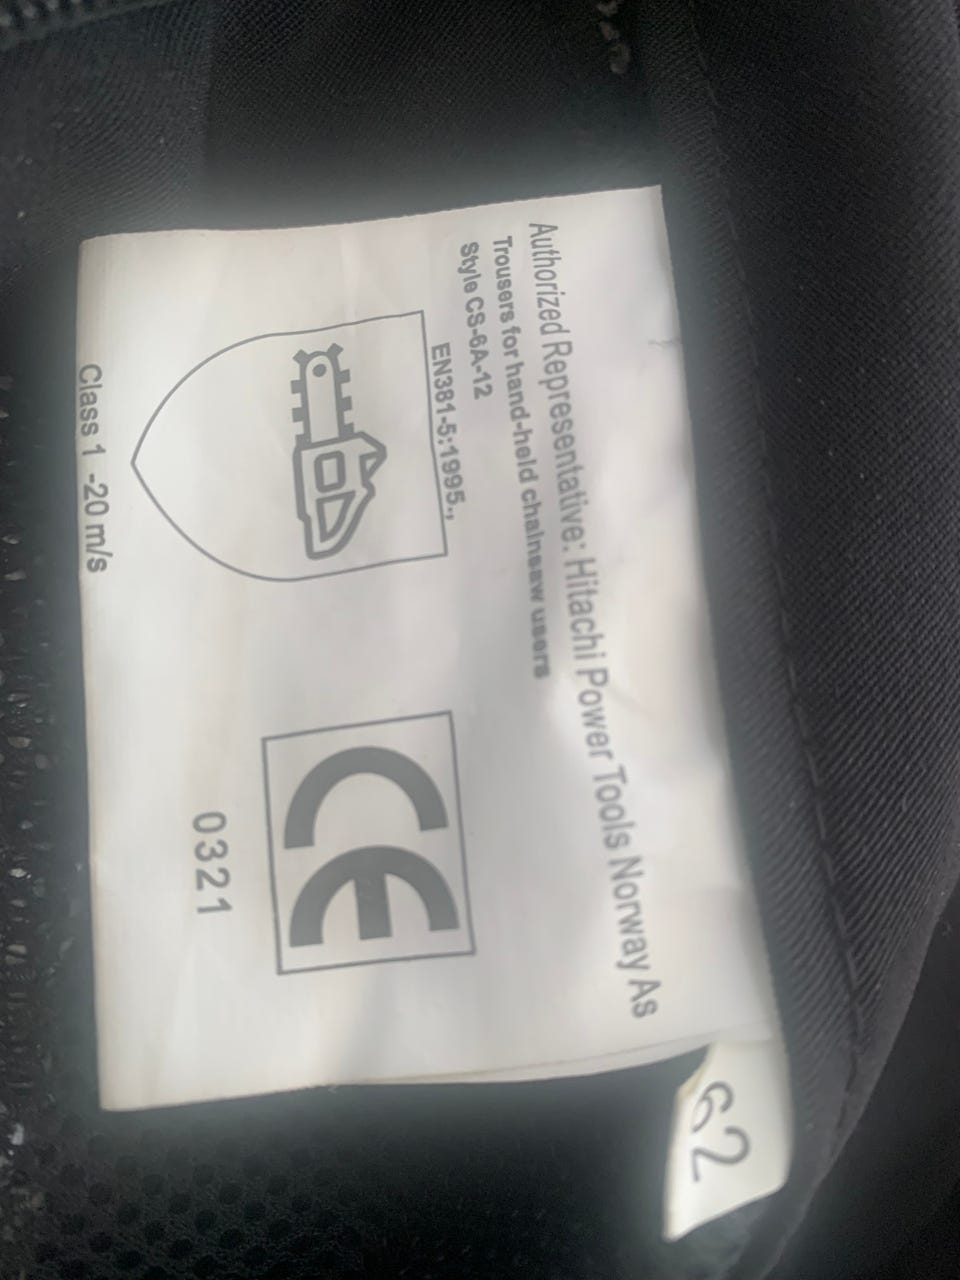 Authorized Representative: Hitachi Power Tools Norway As
Trousers for hand-held chainsaw users
Style CS-6A-12
EN381-5:1995.,
Class 1 -20 m/s
CE
0321
62